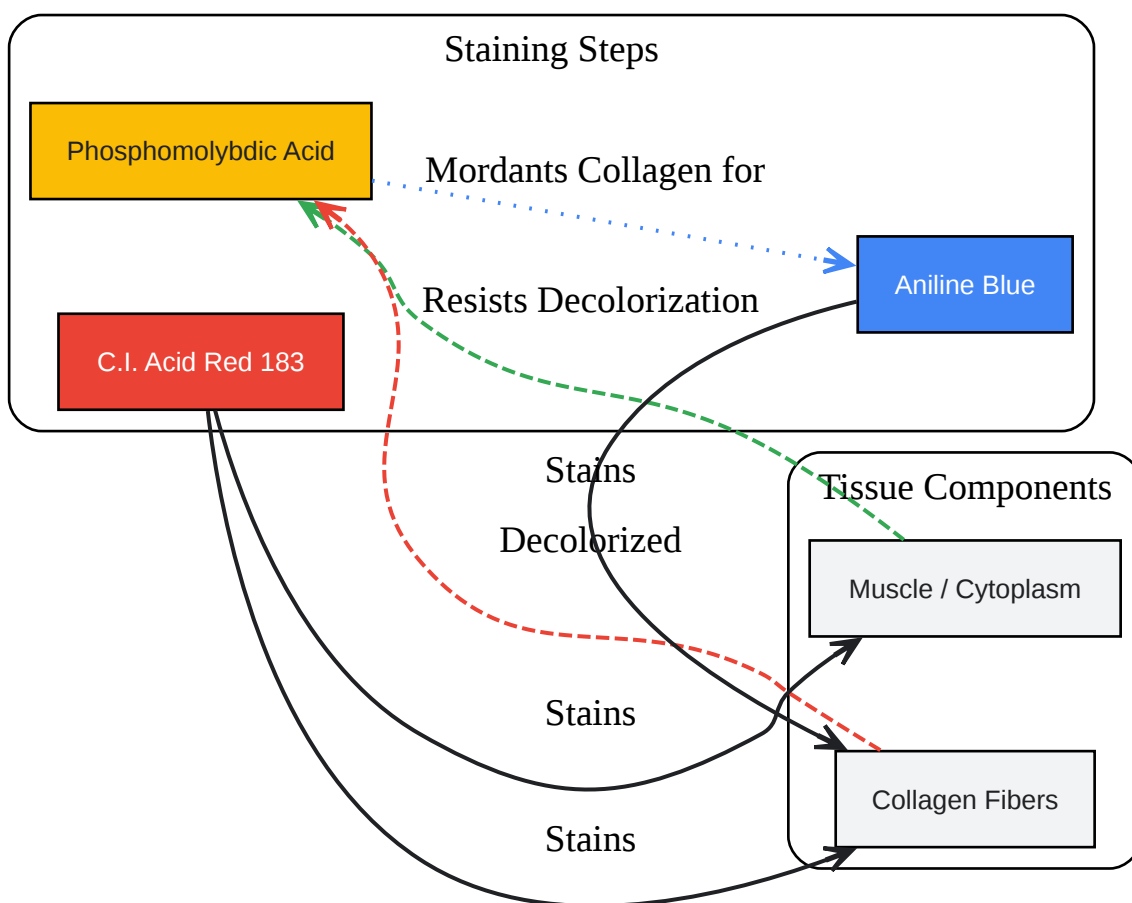 Staining Steps
Phosphomolybdic Acid
Mordants Collagen for
Aniline Blue
Resists Decolorization
C.I. Acid Red 183
Stains
Tissue Components
Decolorized
Muscle / Cytoplasm
Stains
Collagen Fibers
Stains